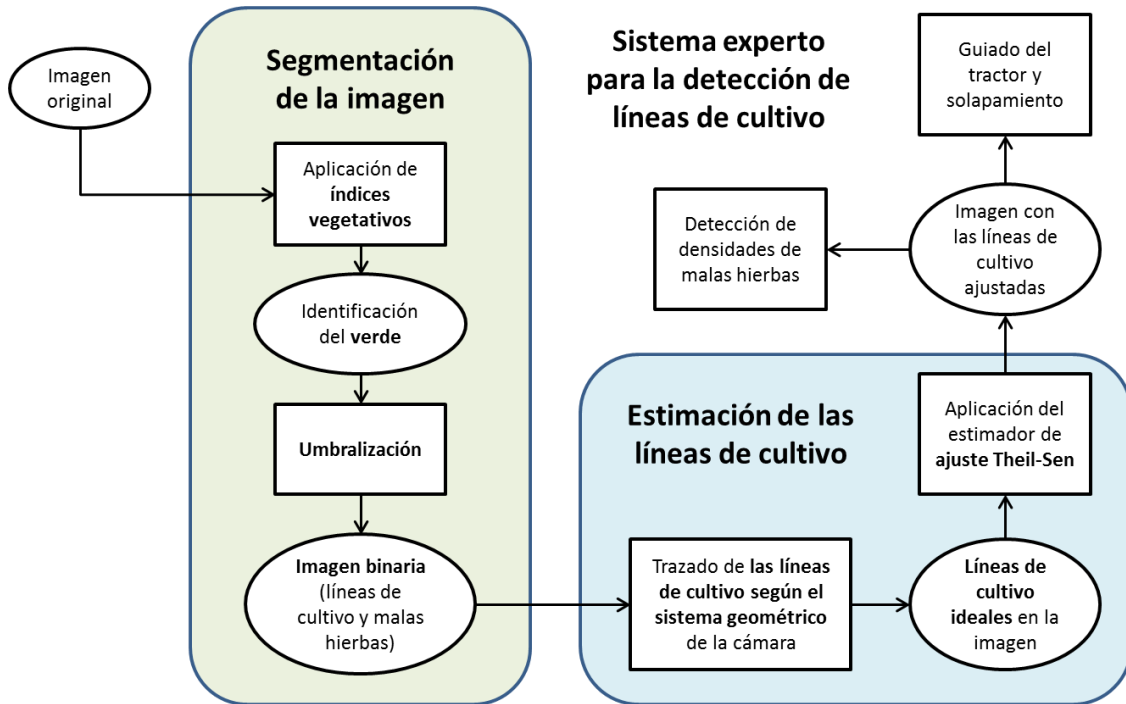 Imagen
original
Segmentación
de la imagen
Aplicación de
índices
vegetativos
Identificación
del verde
Umbralización
Imagen binaria
(líneas de
cultivo y malas
hierbas)
Sistema experto
para la detección de
líneas de cultivo
Guiado del
tractor y
solapamiento
Detección de
densidades de
malas hierbas
Imagen con
las líneas de
cultivo
ajustadas
Estimación de las
líneas de cultivo
Aplicación del
estimador de
ajuste Theil-Sen
Trazado de las líneas
de cultivo según el
sistema geométrico
de la cámara
Líneas de
cultivo
ideales en la
imagen